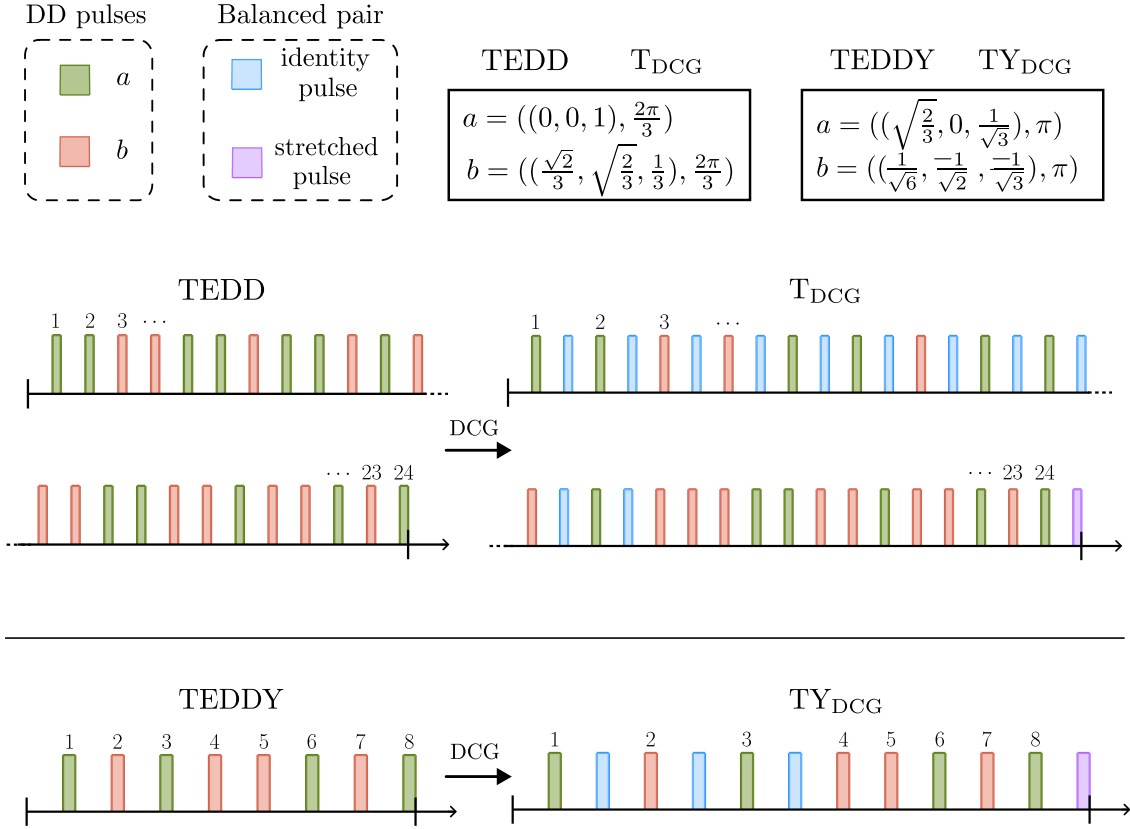 DD pulses
a
b
Balanced pair
identity
pulse
stretched
pulse
TEDD T_DCG
a = ((0, 0, 1), 2π/3)
b = ((√2/3, √(2/3), 1/3), 2π/3)
TEDDY TY_DCG
a = ((√(2/3), 0, 1/√3), π)
b = ((1/√6, -1/√2, -1/√3), π)
TEDD
1 2 3 ···
··· 23 24
DCG
T_DCG
1 2 3 ···
··· 23 24
TEDDY
1 2 3 4 5 6 7 8
DCG
TY_DCG
1 2 3 4 5 6 7 8